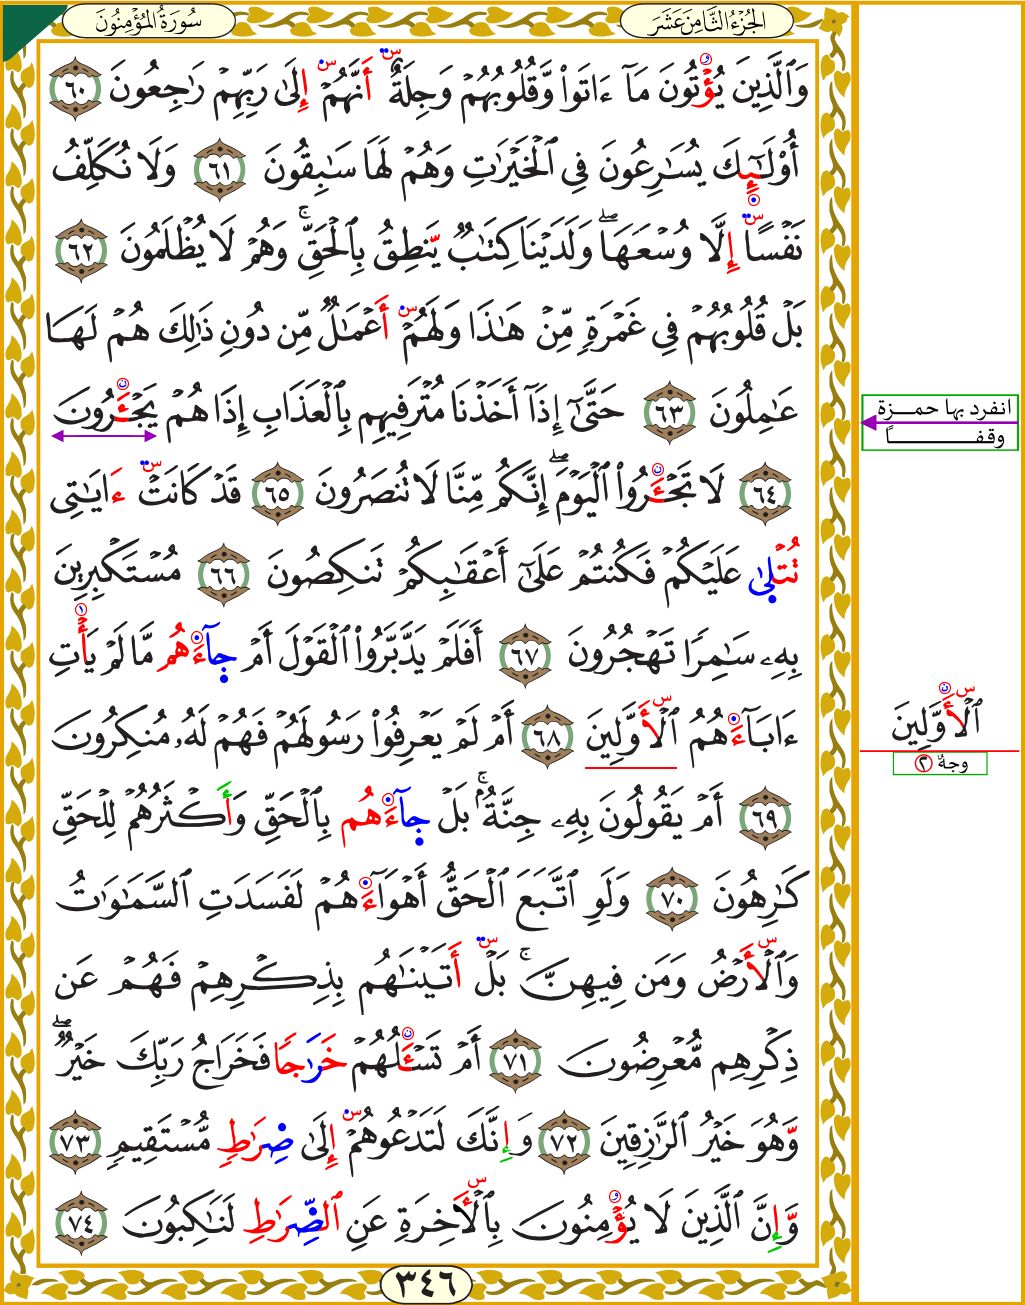 الجُزْءُ الثَّامِنَ عَشَرَ
سُورَةُ المُؤْمِنُونَ
وَٱلَّذِينَ يُؤْتُونَ مَآ ءَاتَوا۟ وَّقُلُوبُهُمْ وَجِلَةٌ أَنَّهُمْ إِلَىٰ رَبِّهِمْ رَٰجِعُونَ ٦٠
أُو۟لَـٰٓئِكَ يُسَـٰرِعُونَ فِى ٱلْخَيْرَٰتِ وَهُمْ لَهَا سَـٰبِقُونَ ٦١ وَلَا نُكَلِّفُ
نَفْسًا إِلَّا وُسْعَهَا ۖ وَلَدَيْنَا كِتَـٰبٌ يَّنطِقُ بِٱلْحَقِّ ۚ وَهُمْ لَا يُظْلَمُونَ ٦٢
بَلْ قُلُوبُهُمْ فِى غَمْرَةٍ مِّنْ هَـٰذَا وَلَهُمْ أَعْمَـٰلٌ مِّن دُونِ ذَٰلِكَ هُمْ لَهَا
عَـٰمِلُونَ ٦٣ حَتَّىٰٓ إِذَآ أَخَذْنَا مُتْرَفِيهِم بِٱلْعَذَابِ إِذَا هُمْ يَجْـَٔرُونَ
٦٤ لَا تَجْـَٔرُوا۟ ٱلْيَوْمَ ۖ إِنَّكُم مِّنَّا لَا تُنصَرُونَ ٦٥ قَدْ كَانَتْ ءَايَـٰتِى
تُتْلَىٰ عَلَيْكُمْ فَكُنتُمْ عَلَىٰٓ أَعْقَـٰبِكُمْ تَنكِصُونَ ٦٦ مُسْتَكْبِرِينَ
بِهِۦ سَـٰمِرًا تَهْجُرُونَ ٦٧ أَفَلَمْ يَدَّبَّرُوا۟ ٱلْقَوْلَ أَمْ جَآءَهُم مَّا لَمْ يَأْتِ
ءَابَآءَهُمُ ٱلْأَوَّلِينَ ٦٨ أَمْ لَمْ يَعْرِفُوا۟ رَسُولَهُمْ فَهُمْ لَهُۥ مُنكِرُونَ
٦٩ أَمْ يَقُولُونَ بِهِۦ جِنَّةٌۢ ۚ بَلْ جَآءَهُم بِٱلْحَقِّ وَأَكْثَرُهُمْ لِلْحَقِّ
كَـٰرِهُونَ ٧٠ وَلَوِ ٱتَّبَعَ ٱلْحَقُّ أَهْوَآءَهُمْ لَفَسَدَتِ ٱلسَّمَـٰوَٰتُ
وَٱلْأَرْضُ وَمَن فِيهِنَّ ۚ بَلْ أَتَيْنَـٰهُم بِذِكْرِهِمْ فَهُمْ عَن
ذِكْرِهِم مُّعْرِضُونَ ٧١ أَمْ تَسْـَٔلُهُمْ خَرَٰجًا فَخَرَاجُ رَبِّكَ خَيْرٌ ۖ
وَّهُوَ خَيْرُ ٱلرَّٰزِقِينَ ٧٢ وَإِنَّكَ لَتَدْعُوهُمْ إِلَىٰ صِرَٰطٍ مُّسْتَقِيمٍ ٧٣
وَّإِنَّ ٱلَّذِينَ لَا يُؤْمِنُونَ بِٱلْـَٔاخِرَةِ عَنِ ٱلصِّرَٰطِ لَنَـٰكِبُونَ ٧٤
٣٤٦
انفرد بها حمـزة
وقفـــا
ٱلْأَوَّلِينَ
وجهٌ ٢